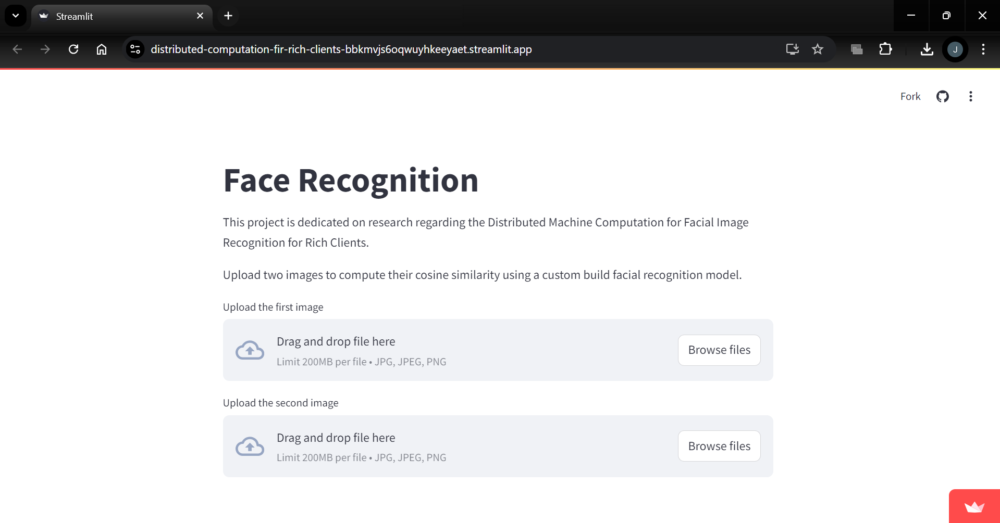 Streamlit
distributed-computation-fir-rich-clients-bbkmvjs6oqwuyhkeeyaet.streamlit.app
J
Fork
Face Recognition
This project is dedicated on research regarding the Distributed Machine Computation for Facial Image
Recognition for Rich Clients.
Upload two images to compute their cosine similarity using a custom build facial recognition model.
Upload the first image
Drag and drop file here
Limit 200MB per file • JPG, JPEG, PNG
Browse files
Upload the second image
Drag and drop file here
Limit 200MB per file • JPG, JPEG, PNG
Browse files